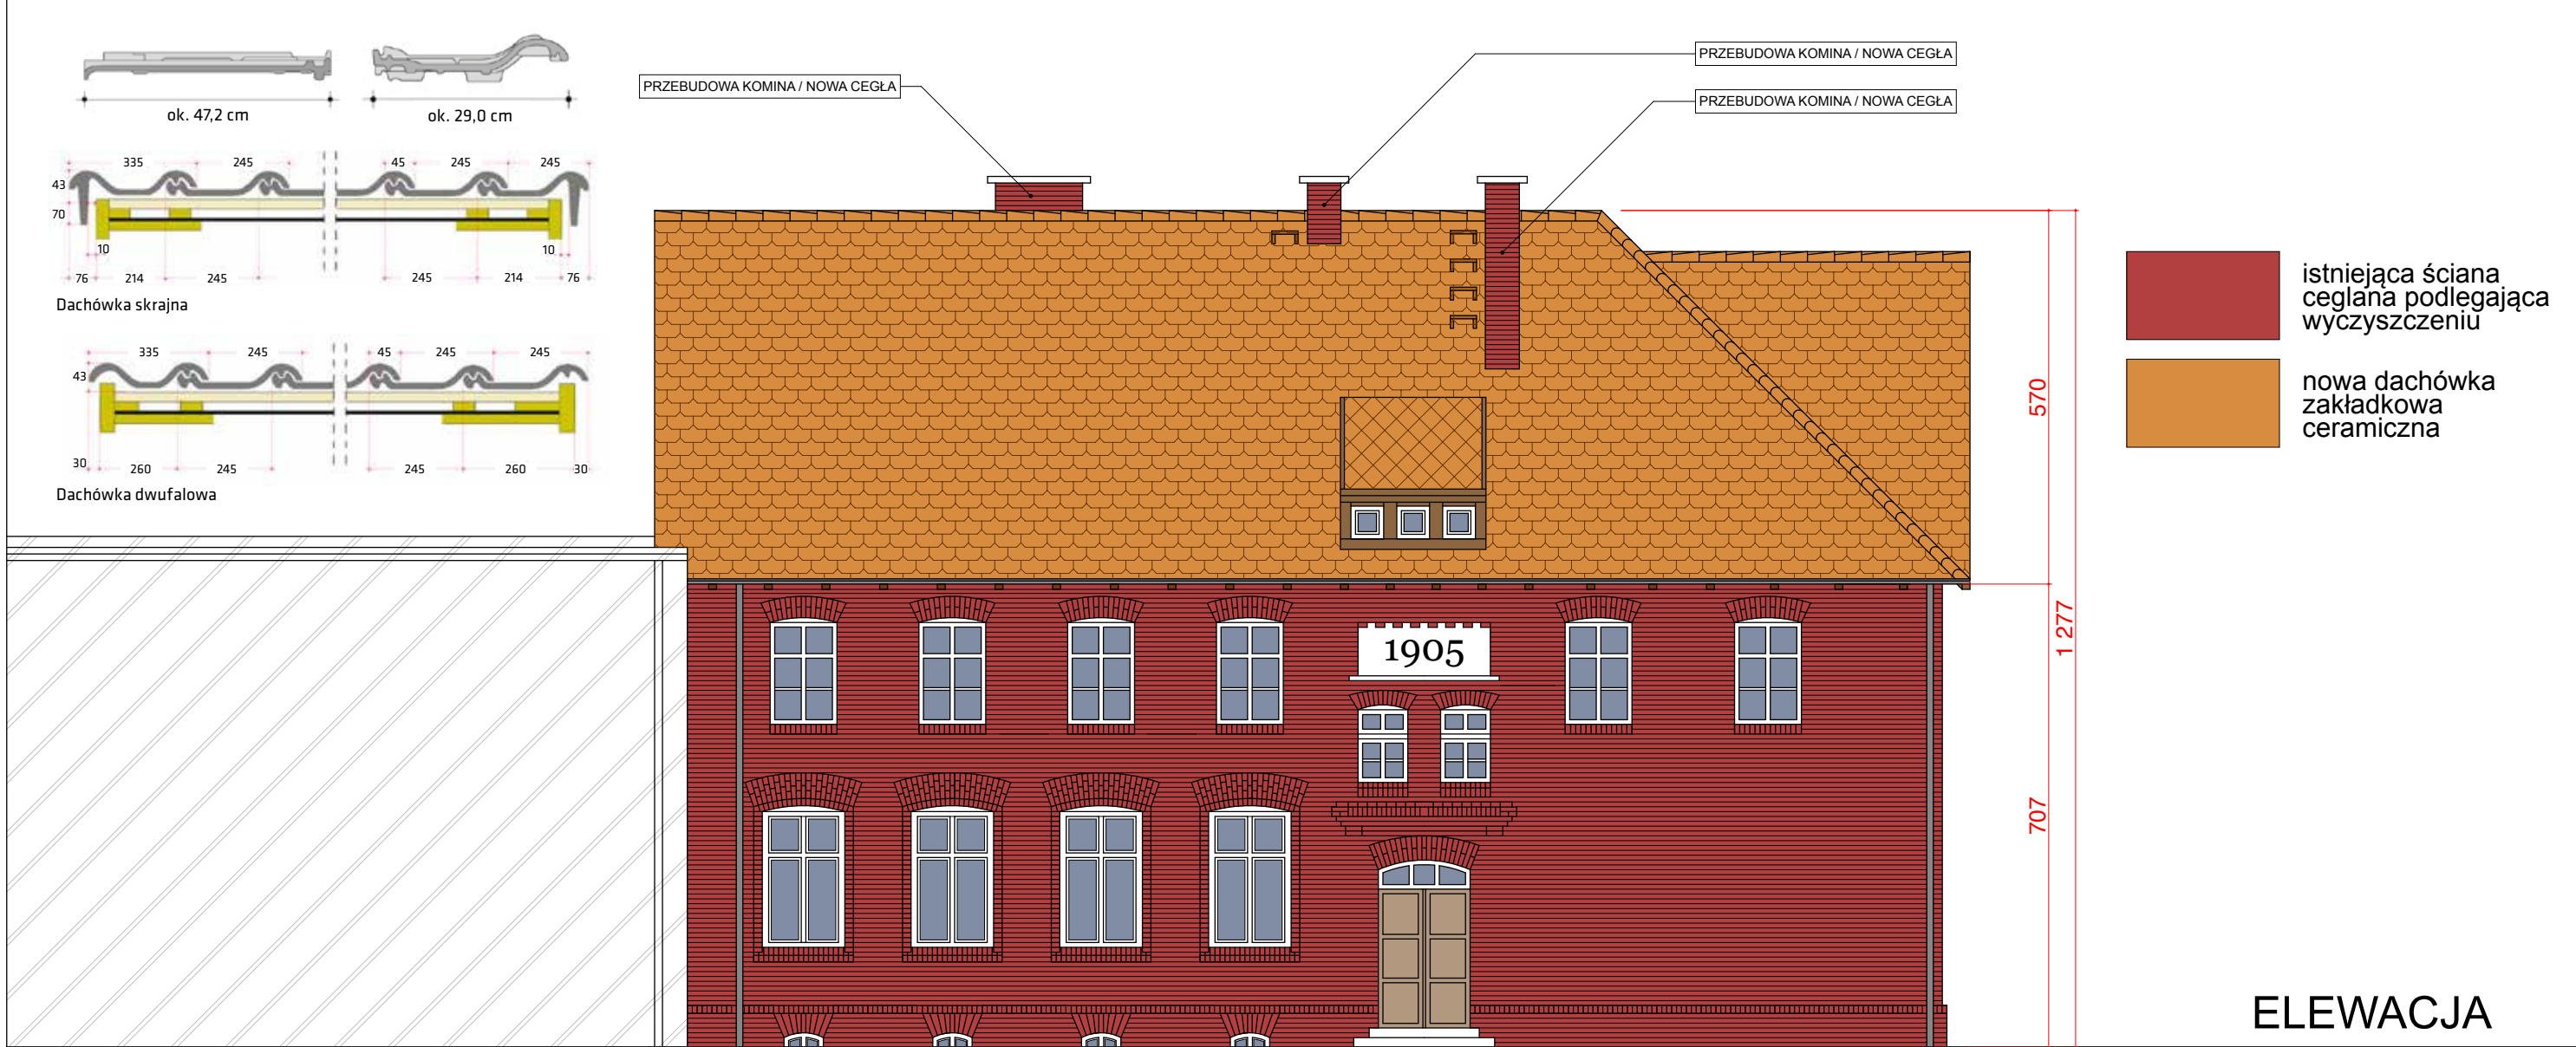 ok. 47,2 cm
ok. 29,0 cm
335 245 45 245 245
43
70
10 10
76 214 245 245 214 76
Dachówka skrajna
335 245 45 245 245
43
30 260 245 245 260 30
Dachówka dwufalowa
PRZEBUDOWA KOMINA / NOWA CEGŁA
PRZEBUDOWA KOMINA / NOWA CEGŁA
PRZEBUDOWA KOMINA / NOWA CEGŁA
1905
570
1 277
707
istniejąca ściana
ceglana podlegająca
wyczyszczeniu
nowa dachówka
zakładkowa
ceramiczna
ELEWACJA